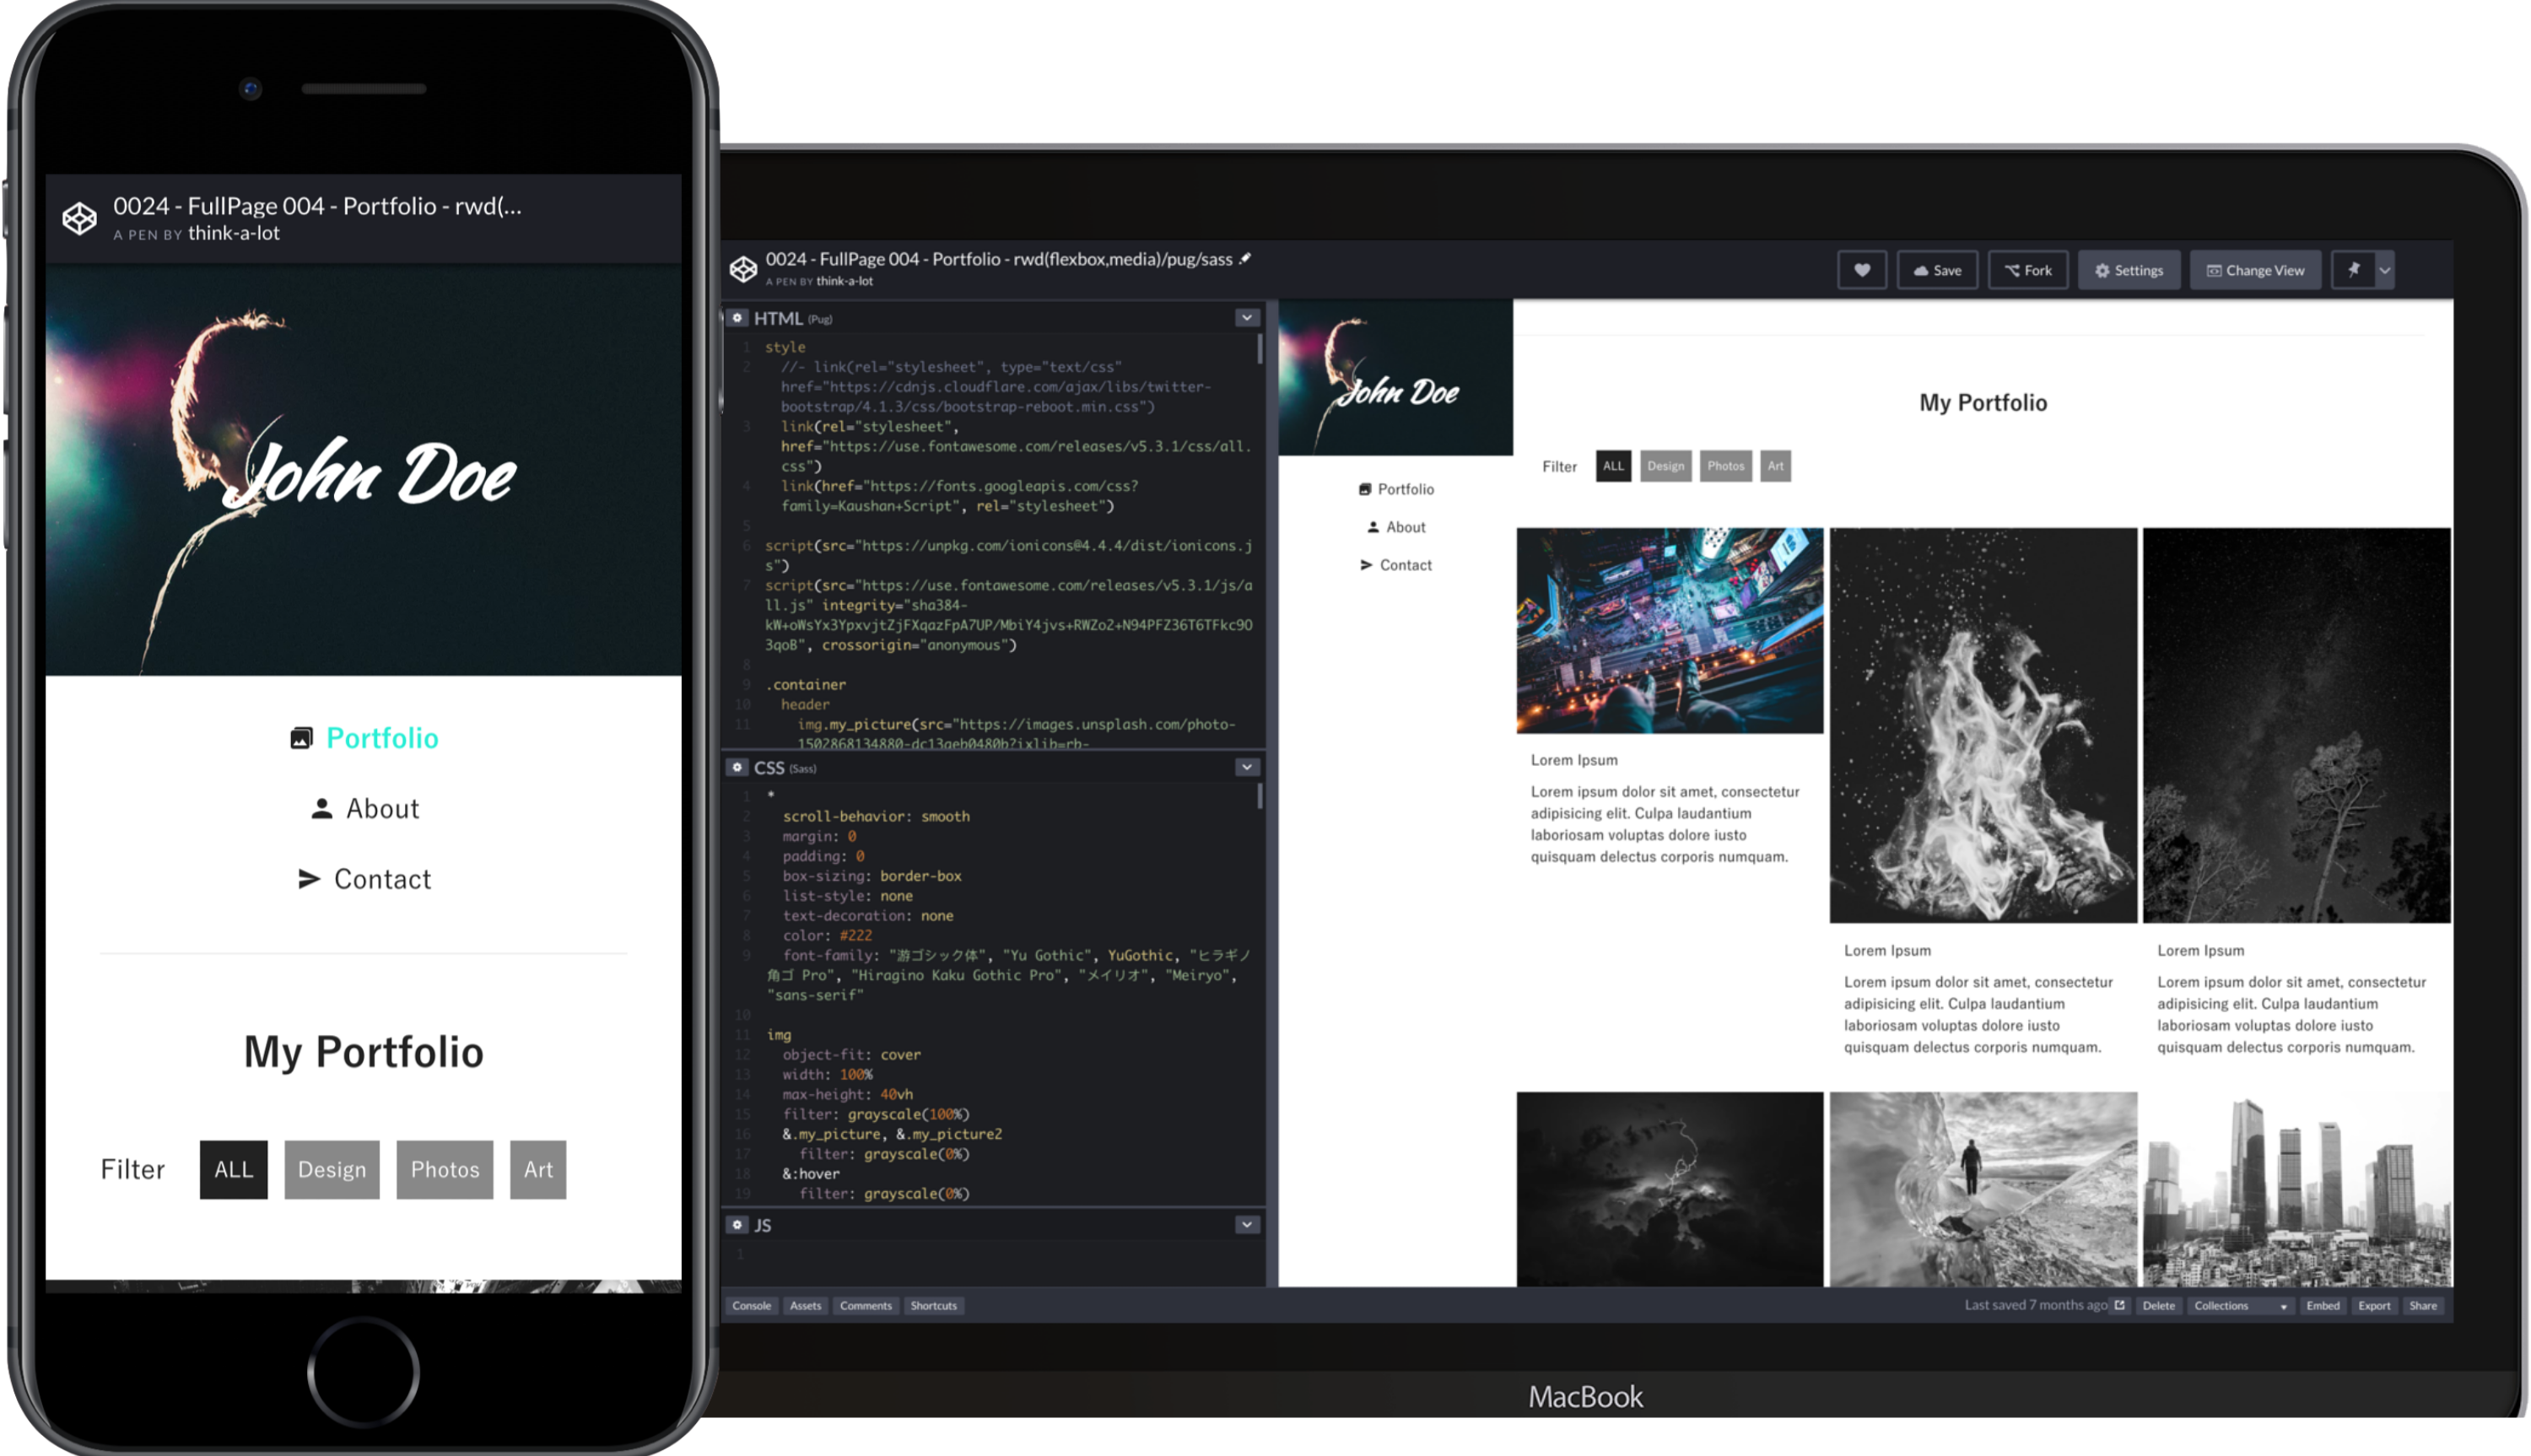 0024 - FullPage 004 - Portfolio - rwd(...
A PEN BY think-a-lot
John Doe
Portfolio
About
Contact
My Portfolio
Filter ALL Design Photos Art
0024 - FullPage 004 - Portfolio - rwd(flexbox,media)/pug/sass
A PEN BY think-a-lot
Save Fork Settings Change View
HTML (Pug)
1 style
2 //- link(rel="stylesheet", type="text/css"
href="https://cdnjs.cloudflare.com/ajax/libs/twitter-
bootstrap/4.1.3/css/bootstrap-reboot.min.css")
3 link(rel="stylesheet",
href="https://use.fontawesome.com/releases/v5.3.1/css/all.
css")
4 link(href="https://fonts.googleapis.com/css?
family=Kaushan+Script", rel="stylesheet")
5
6 script(src="https://unpkg.com/ionicons@4.4.4/dist/ionicons.j
s")
7 script(src="https://use.fontawesome.com/releases/v5.3.1/js/a
ll.js" integrity="sha384-
kW+oWsYx3YpxvjtZjFXqazFpA7UP/MbiY4jvs+RWZo2+N94PFZ36T6TFkc9O
3qoB", crossorigin="anonymous")
8
9 .container
10 header
11 img.my_picture(src="https://images.unsplash.com/photo-
1502868134880-dc13aeb0480b?ixlib=rb-
CSS (Sass)
1 *
2 scroll-behavior: smooth
3 margin: 0
4 padding: 0
5 box-sizing: border-box
6 list-style: none
7 text-decoration: none
8 color: #222
9 font-family: "游ゴシック体", "Yu Gothic", YuGothic, "ヒラギノ
角ゴ Pro", "Hiragino Kaku Gothic Pro", "メイリオ", "Meiryo",
"sans-serif"
10
11 img
12 object-fit: cover
13 width: 100%
14 max-height: 40vh
15 filter: grayscale(100%)
16 &.my_picture, &.my_picture2
17 filter: grayscale(0%)
18 &:hover
19 filter: grayscale(0%)
JS
1
John Doe
Portfolio
About
Contact
My Portfolio
Filter ALL Design Photos Art
Lorem Ipsum
Lorem ipsum dolor sit amet, consectetur
adipisicing elit. Culpa laudantium
laboriosam voluptas dolore iusto
quisquam delectus corporis numquam.
Lorem Ipsum
Lorem ipsum dolor sit amet, consectetur
adipisicing elit. Culpa laudantium
laboriosam voluptas dolore iusto
quisquam delectus corporis numquam.
Lorem Ipsum
Lorem ipsum dolor sit amet, consectetur
adipisicing elit. Culpa laudantium
laboriosam voluptas dolore iusto
quisquam delectus corporis numquam.
Console Assets Comments Shortcuts
Last saved 7 months ago Delete Collections Embed Export Share
MacBook